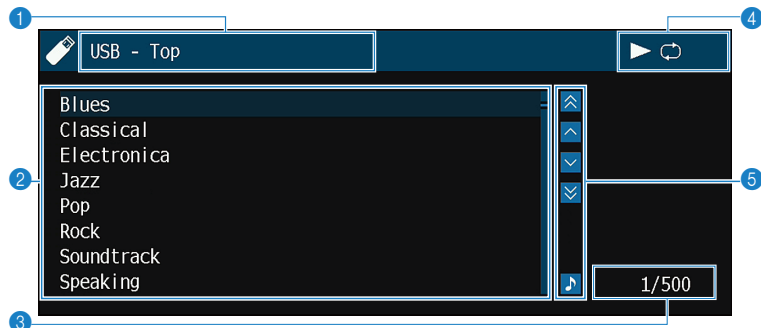 1
4
USB - Top
Blues
Classical
Electronica
Jazz
2
5
Pop
Rock
Soundtrack
Speaking
1/500
3